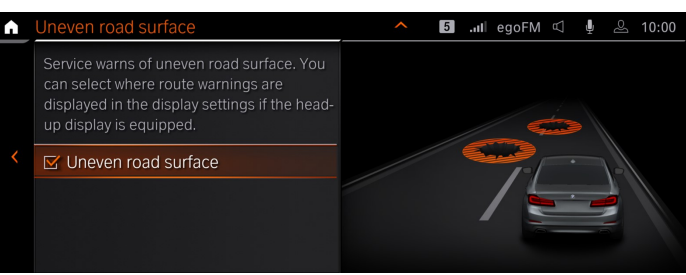 Uneven road surface
5 egoFM 10:00
Service warns of uneven road surface. You
can select where route warnings are
displayed in the display settings if the head-
up display is equipped.
Uneven road surface